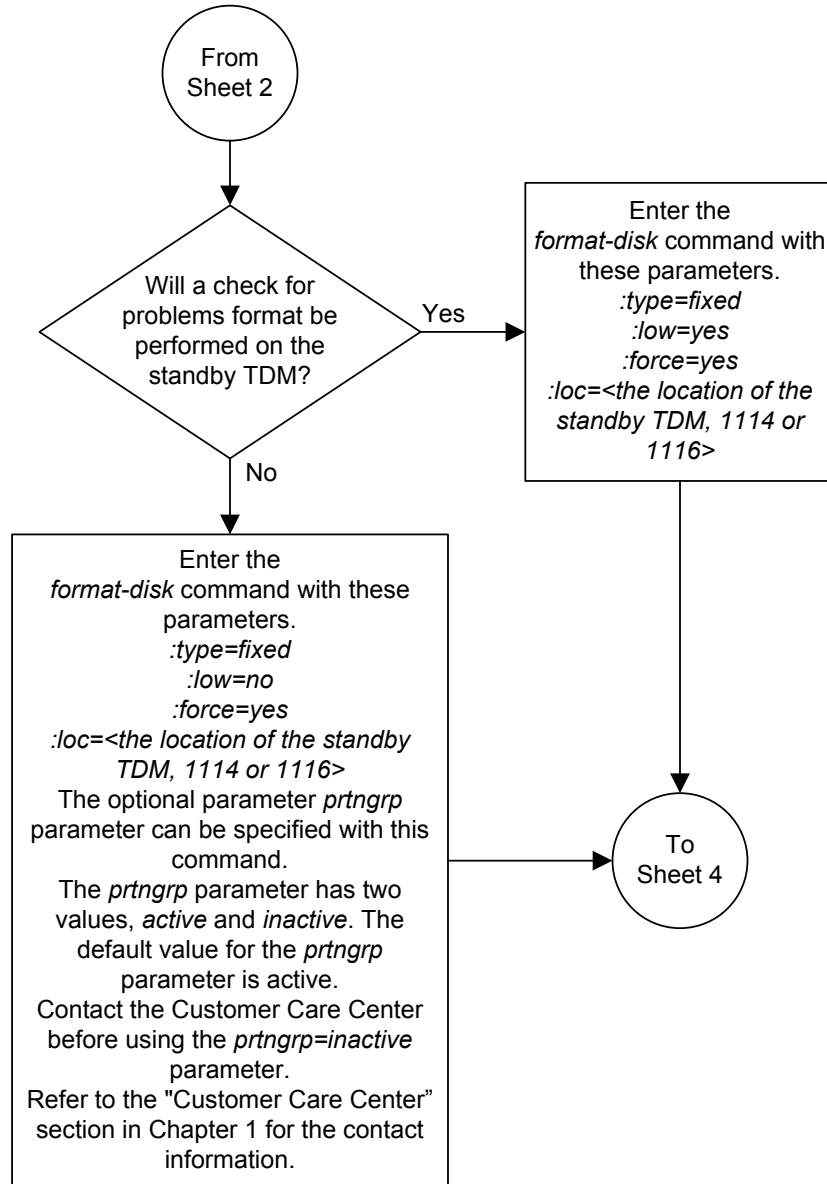 From
Sheet 2
Will a check for
problems format be
performed on the
standby TDM?
Yes
Enter the
format-disk command with
these parameters.
:type=fixed
:low=yes
:force=yes
:loc=<the location of the
standby TDM, 1114 or
1116>
No
Enter the
format-disk command with these
parameters.
:type=fixed
:low=no
:force=yes
:loc=<the location of the standby
TDM, 1114 or 1116>
The optional parameter prtngrp
parameter can be specified with this
command.
The prtngrp parameter has two
values, active and inactive. The
default value for the prtngrp
parameter is active.
Contact the Customer Care Center
before using the prtngrp=inactive
parameter.
Refer to the "Customer Care Center”
section in Chapter 1 for the contact
information.
To
Sheet 4